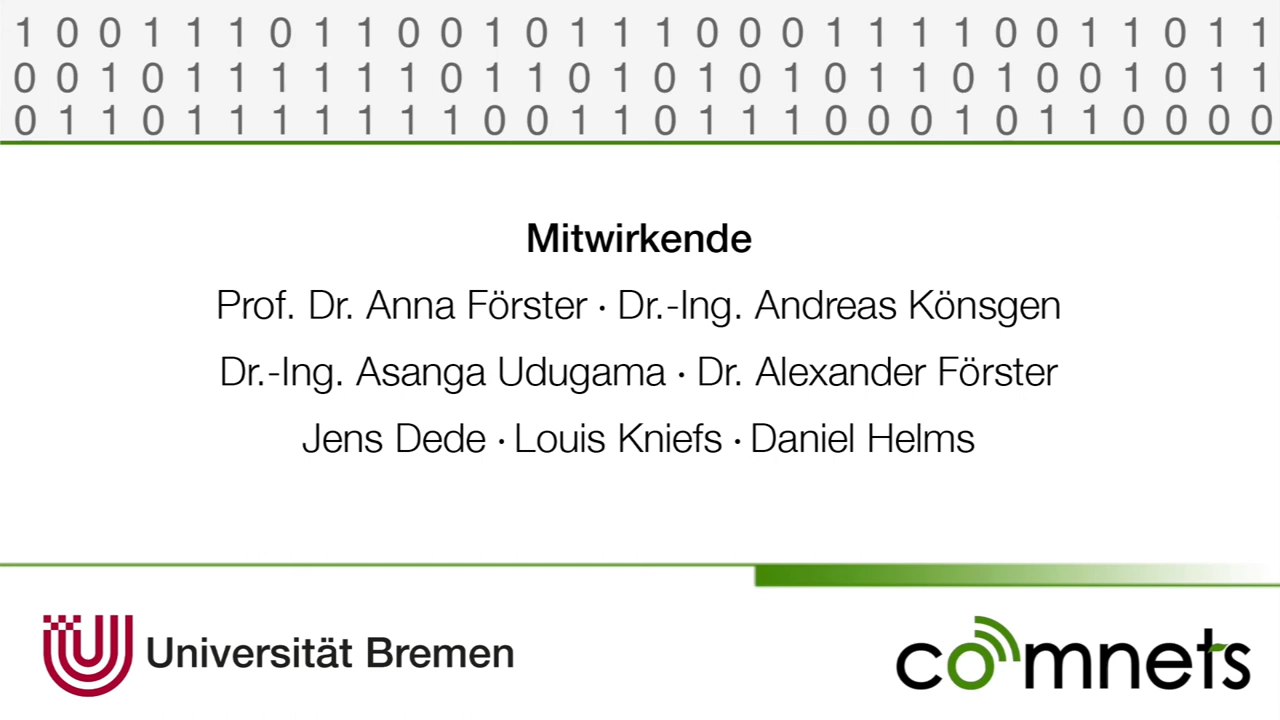 1 0 0 1 1 1 0 1 1 0 0 1 0 1 1 1 0 0 0 1 1 1 1 0 0 1 1 0 1 1
0 0 1 0 1 1 1 1 1 1 0 1 1 0 1 0 1 0 1 0 1 1 0 1 0 0 1 0 1 1
0 1 1 0 1 1 1 1 1 1 1 0 0 1 1 0 1 1 1 0 0 0 1 0 1 1 0 0 0 0
Mitwirkende
Prof. Dr. Anna Förster · Dr.-Ing. Andreas Könsgen
Dr.-Ing. Asanga Udugama · Dr. Alexander Förster
Jens Dede · Louis Kniefs · Daniel Helms
Universität Bremen
comnets